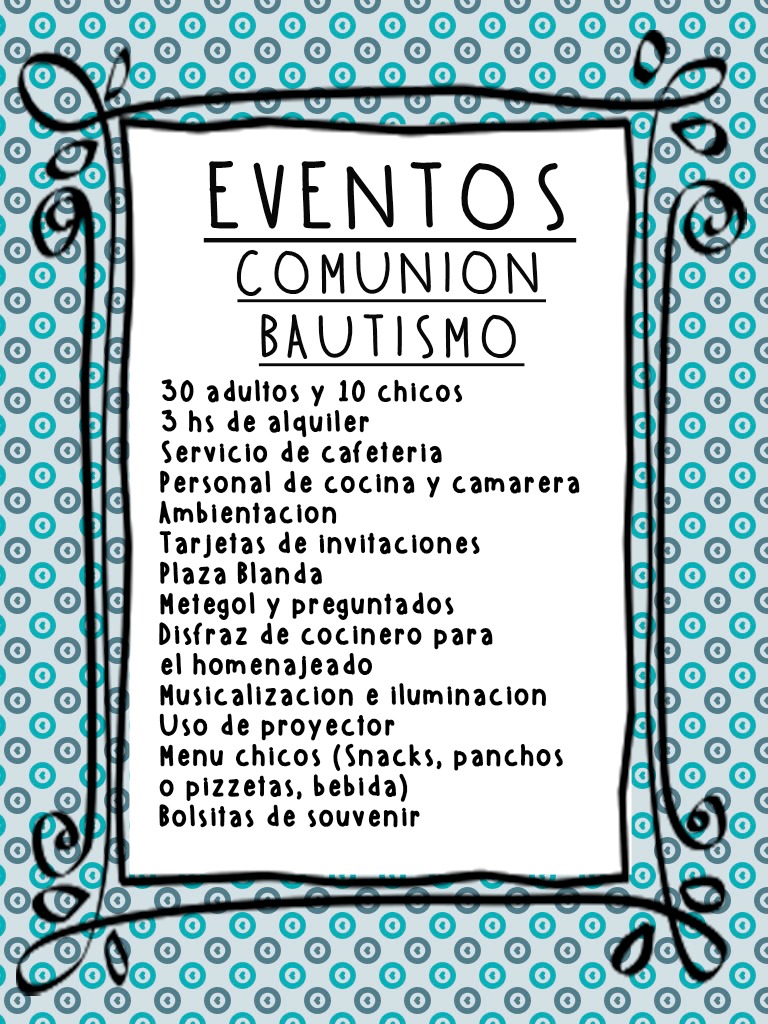 EVENTOS
COMUNION
BAUTISMO
30 adultos y 10 chicos
3 hs de alquiler
Servicio de cafeteria
Personal de cocina y camarera
Ambientacion
Tarjetas de invitaciones
Plaza Blanda
Metegol y preguntados
Disfraz de cocinero para
el homenajeado
Musicalizacion e iluminacion
Uso de proyector
Menu chicos (Snacks, panchos
o pizzetas, bebida)
Bolsitas de souvenir